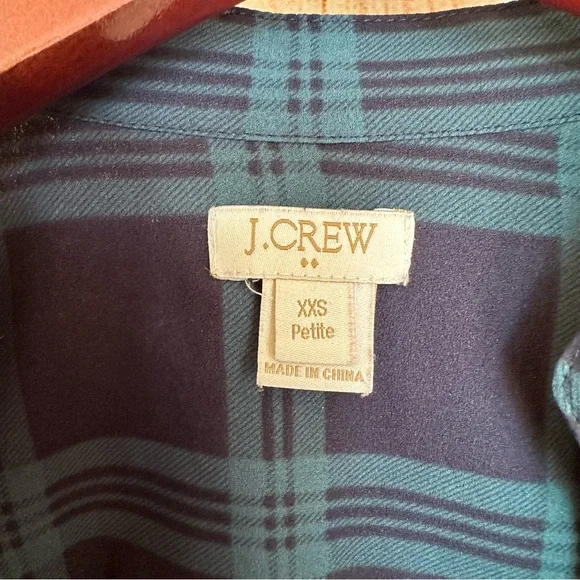 J.CREW
XXS
Petite
MADE IN CHINA